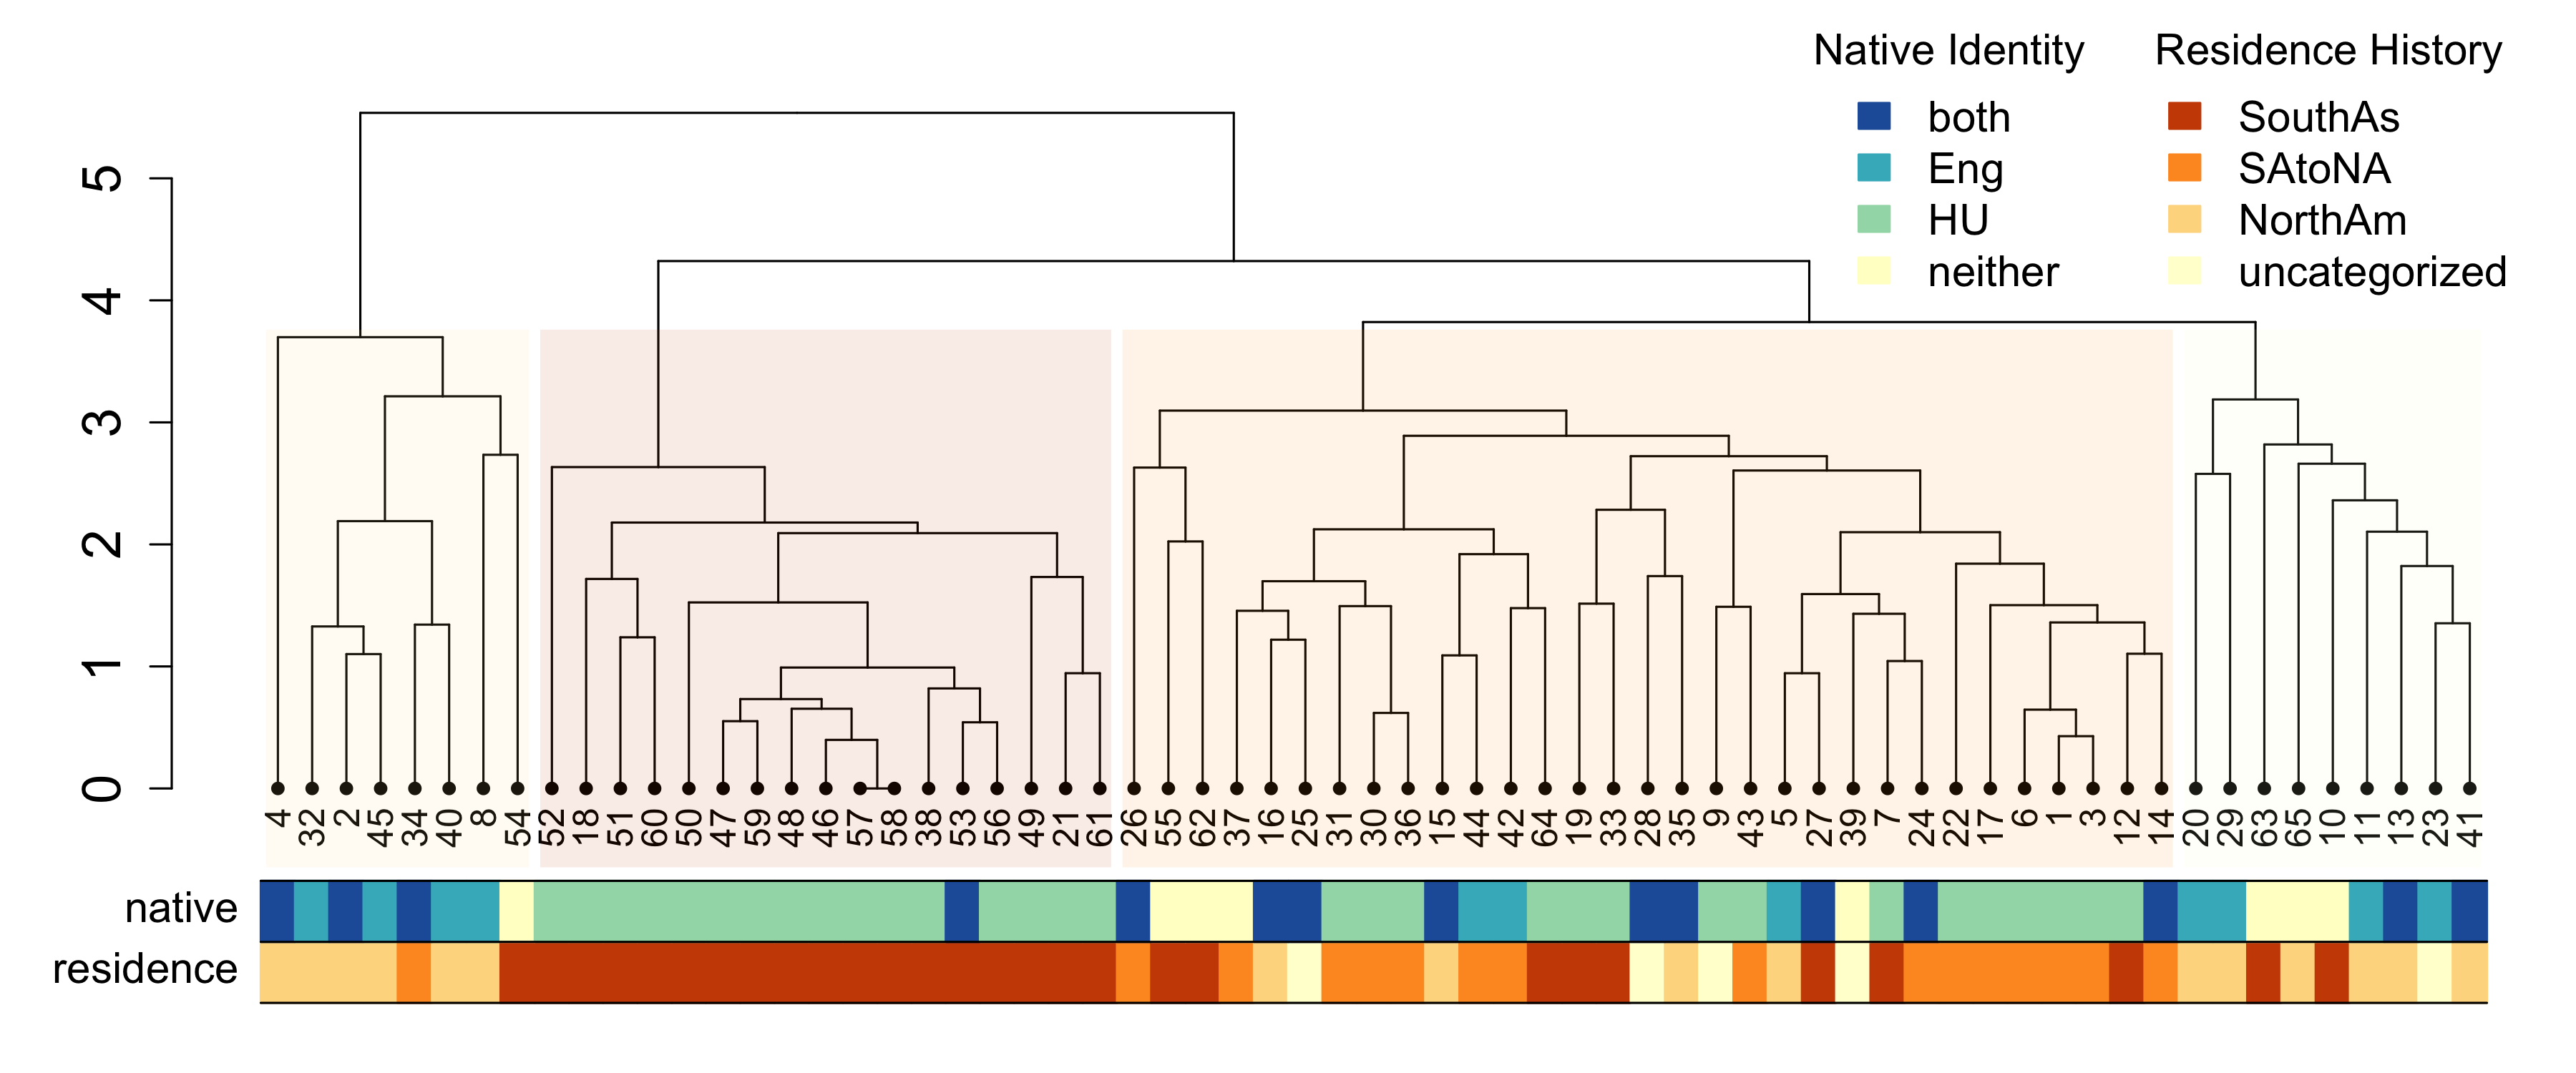 Native Identity Residence History
both SouthAs
Eng SAtoNA
HU NorthAm
neither uncategorized
5
4
3
2
1
0
4 32 2 45 34 40 8 54 52 18 51 60 50 47 59 48 46 57 58 38 53 56 49 21 61 26 55 62 37 16 25 31 30 36 15 44 42 64 19 33 28 35 9 43 5 27 39 7 24 22 17 6 1 3 12 14 20 29 63 65 10 11 13 23 41
native
residence